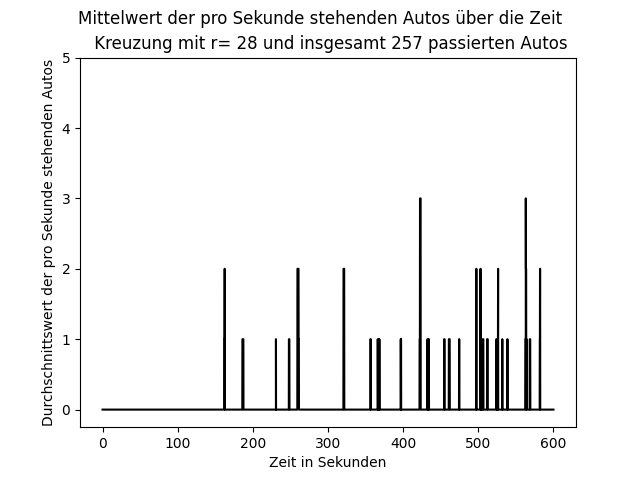 Mittelwert der pro Sekunde stehenden Autos über die Zeit
Kreuzung mit r= 28 und insgesamt 257 passierten Autos
5
4
3
2
1
0
Durchschnittswert der pro Sekunde stehenden Autos
0 100 200 300 400 500 600
Zeit in Sekunden